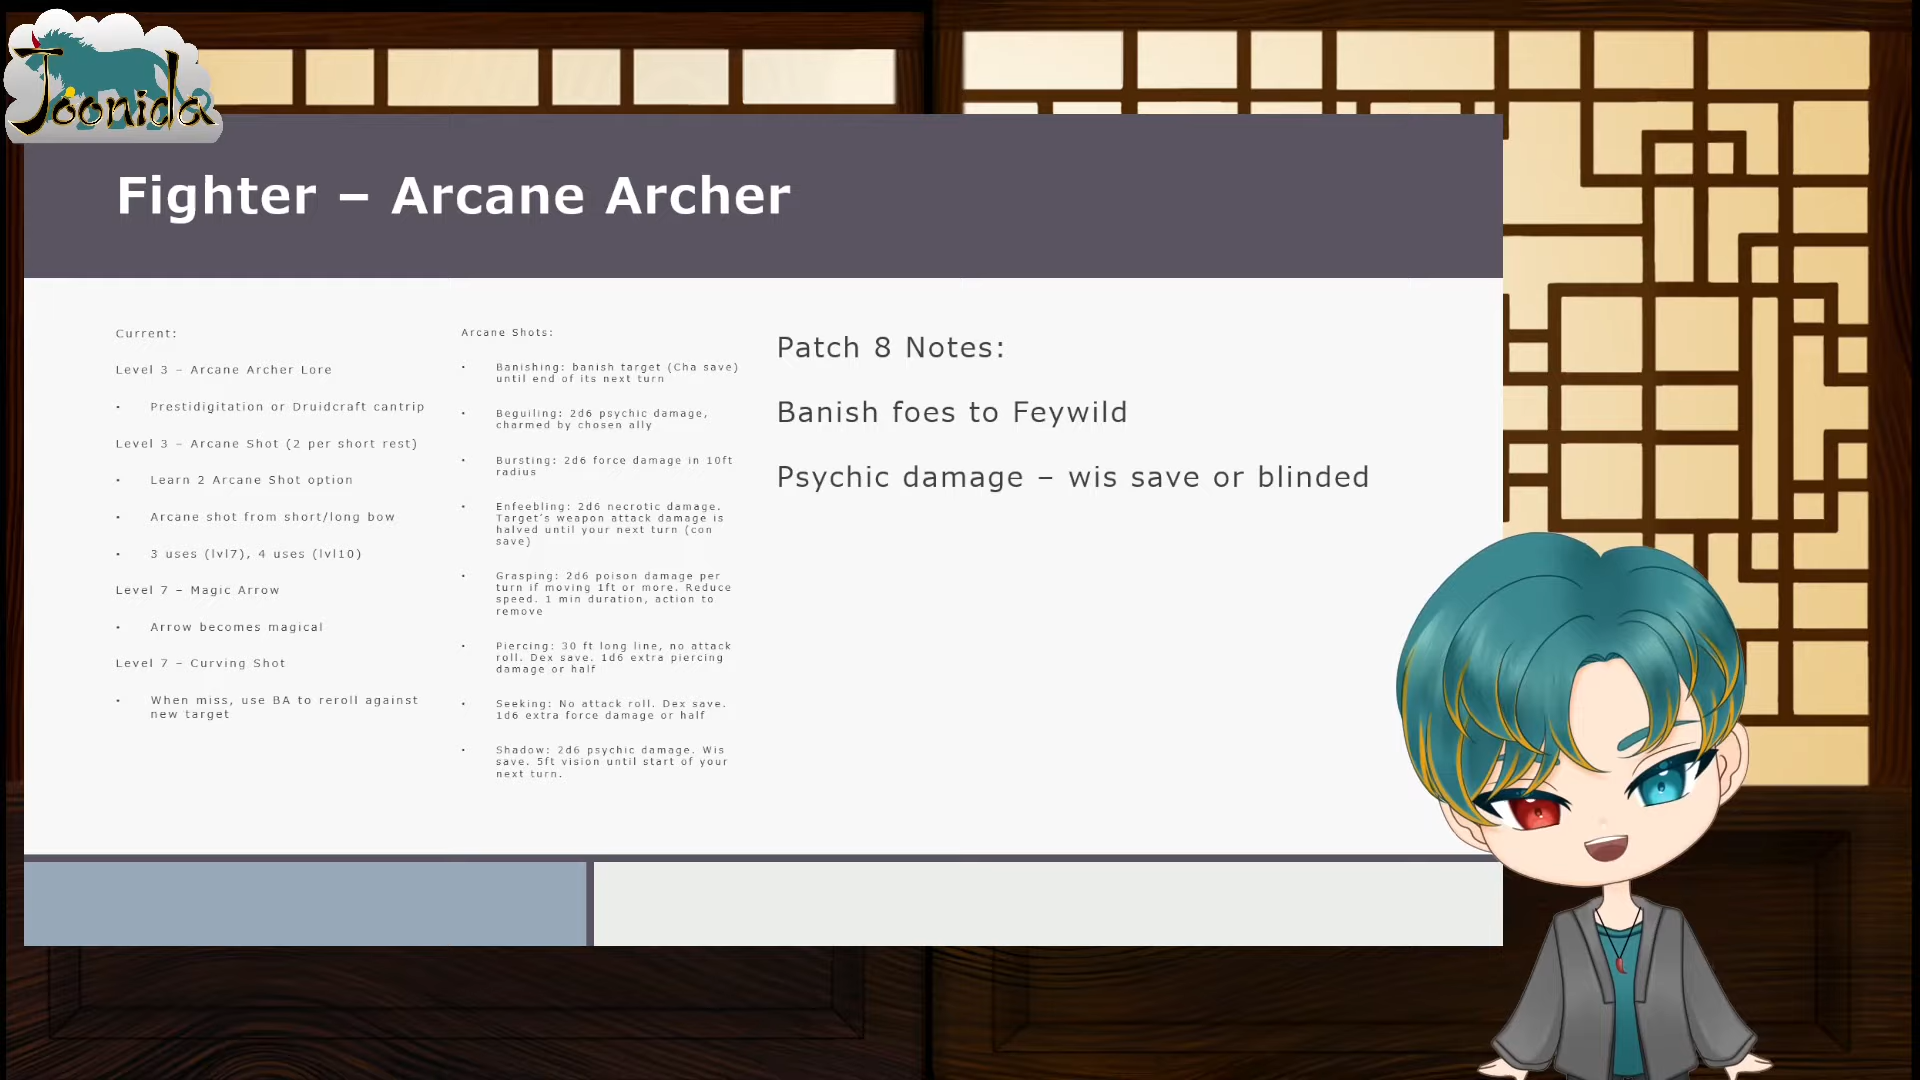 Joonida
Fighter – Arcane Archer
Current:
Level 3 – Arcane Archer Lore
• Prestidigitation or Druidcraft cantrip
Level 3 – Arcane Shot (2 per short rest)
• Learn 2 Arcane Shot option
• Arcane shot from short/long bow
• 3 uses (lvl7), 4 uses (lvl10)
Level 7 – Magic Arrow
• Arrow becomes magical
Level 7 – Curving Shot
• When miss, use BA to reroll against
new target
Arcane Shots:
• Banishing: banish target (Cha save)
until end of its next turn
• Beguiling: 2d6 psychic damage,
charmed by chosen ally
• Bursting: 2d6 force damage in 10ft
radius
• Enfeebling: 2d6 necrotic damage.
Target's weapon attack damage is
halved until your next turn (con
save)
• Grasping: 2d6 poison damage per
turn if moving 1ft or more. Reduce
speed. 1 min duration, action to
remove
• Piercing: 30 ft long line, no attack
roll. Dex save. 1d6 extra piercing
damage or half
• Seeking: No attack roll. Dex save.
1d6 extra force damage or half
• Shadow: 2d6 psychic damage. Wis
save. 5ft vision until start of your
next turn.
Patch 8 Notes:
Banish foes to Feywild
Psychic damage – wis save or blinded